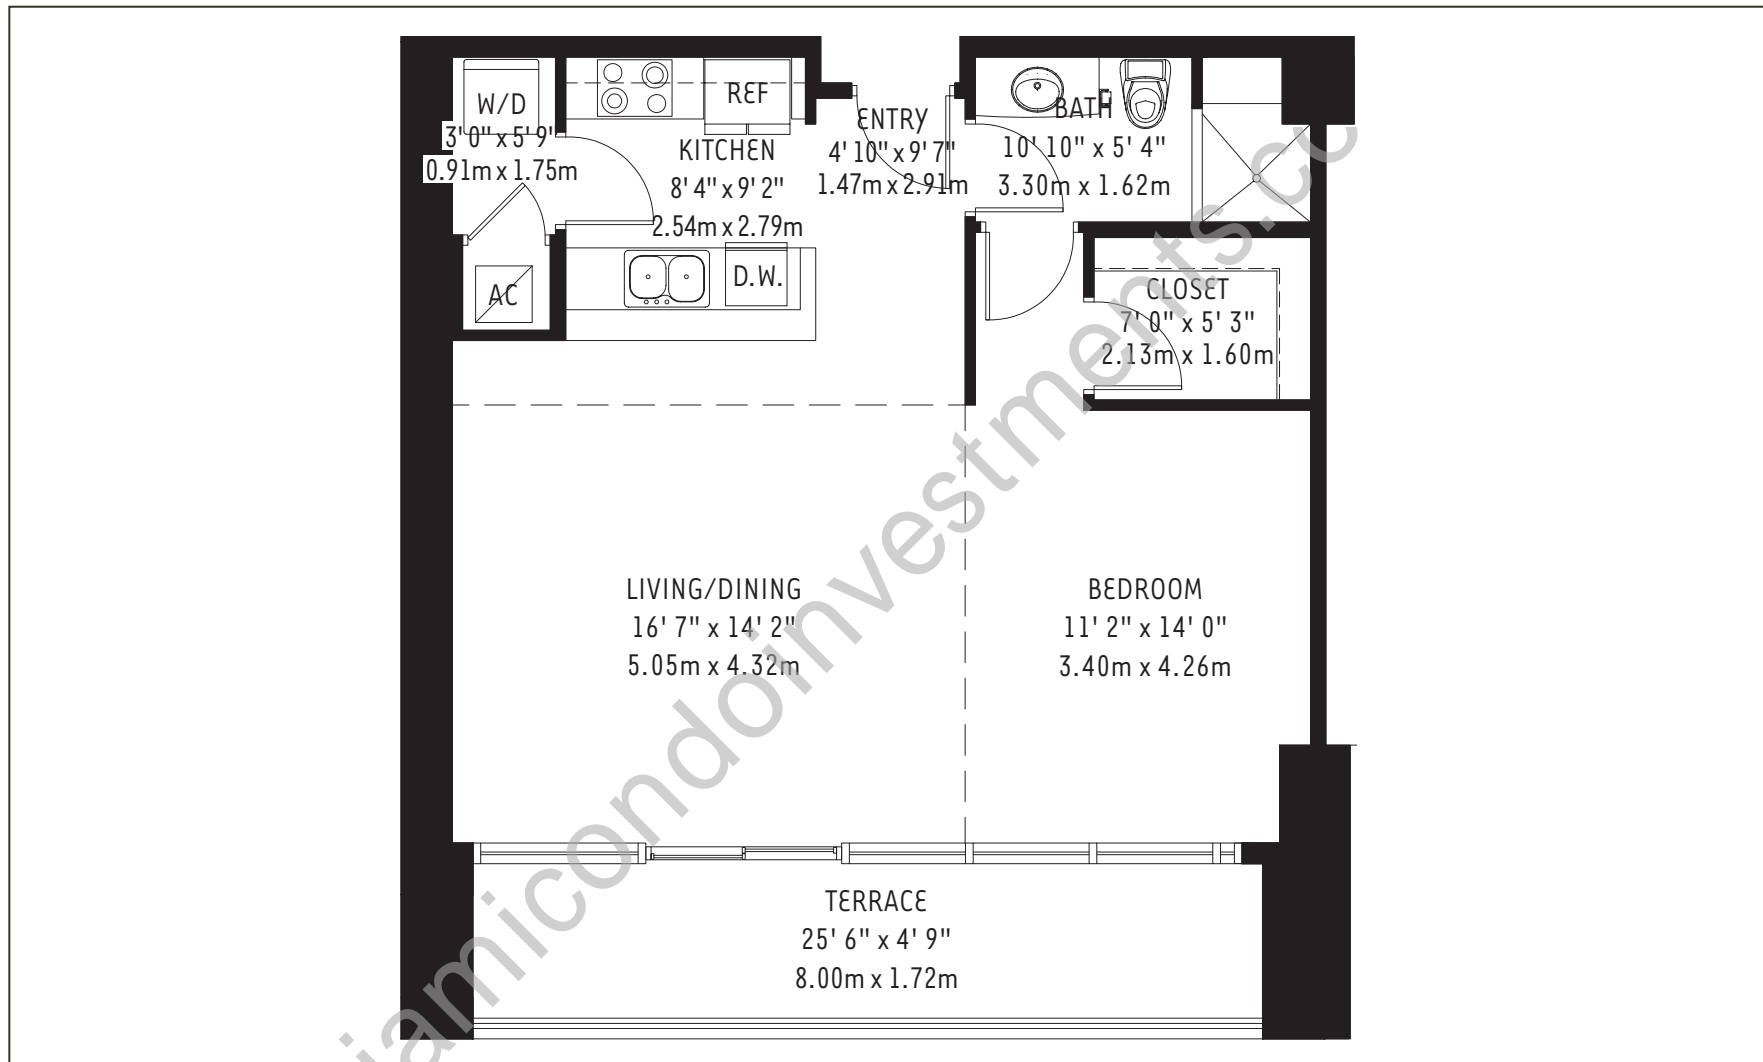 W/D
3' 0" x 5' 9"
0.91m x 1.75m
REF
KITCHEN
8' 4" x 9' 2"
2.54m x 2.79m
ENTRY
4' 10" x 9' 7"
1.47m x 2.91m
BATH
10' 10" x 5' 4"
3.30m x 1.62m
AC
D.W.
CLOSET
7' 0" x 5' 3"
2.13m x 1.60m
LIVING/DINING
16' 7" x 14' 2"
5.05m x 4.32m
BEDROOM
11' 2" x 14' 0"
3.40m x 4.26m
TERRACE
25' 6" x 4' 9"
8.00m x 1.72m
iamicondoinvestments.co